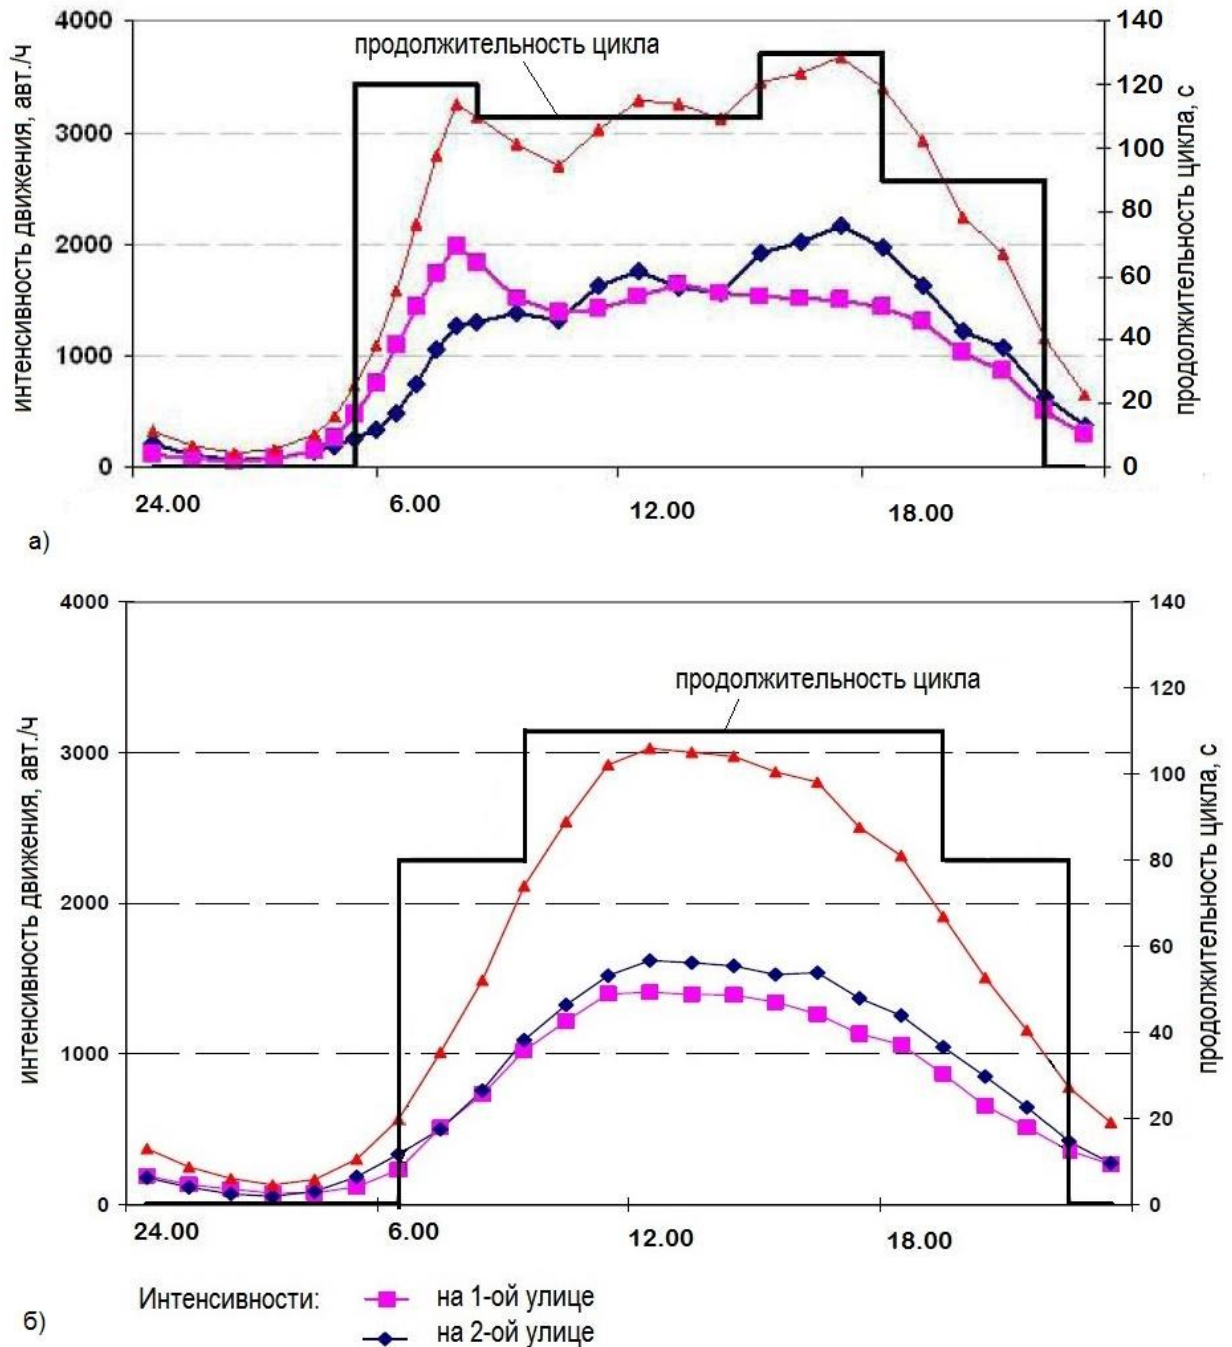 интенсивность движения, авт./ч
4000
3000
2000
1000
0
продолжительность цикла
140
120
100
80
60
40
20
0
продолжительность цикла, с
24.00 6.00 12.00 18.00
а)
интенсивность движения, авт./ч
4000
3000
2000
1000
0
продолжительность цикла
140
120
100
80
60
40
20
0
продолжительность цикла, с
24.00 6.00 12.00 18.00
Интенсивности: на 1-ой улице
на 2-ой улице
б)